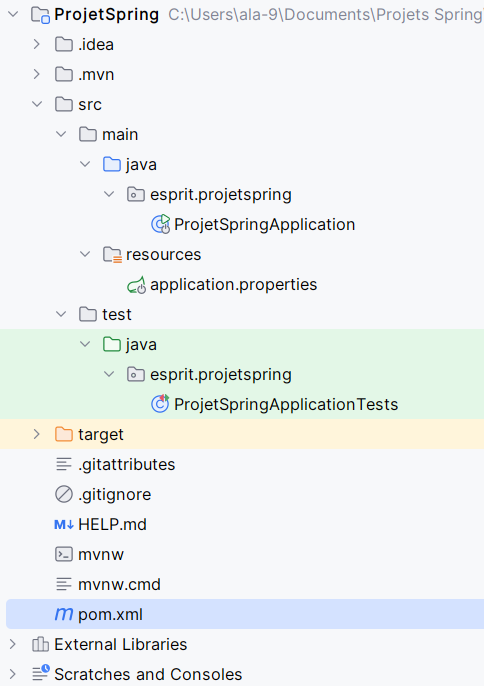 ProjetSpring C:\Users\ala-9\Documents\Projets Spring
.idea
.mvn
src
main
java
esprit.projetspring
ProjetSpringApplication
resources
application.properties
test
java
esprit.projetspring
ProjetSpringApplicationTests
target
.gitattributes
.gitignore
M↓ HELP.md
mvnw
mvnw.cmd
m pom.xml
External Libraries
Scratches and Consoles